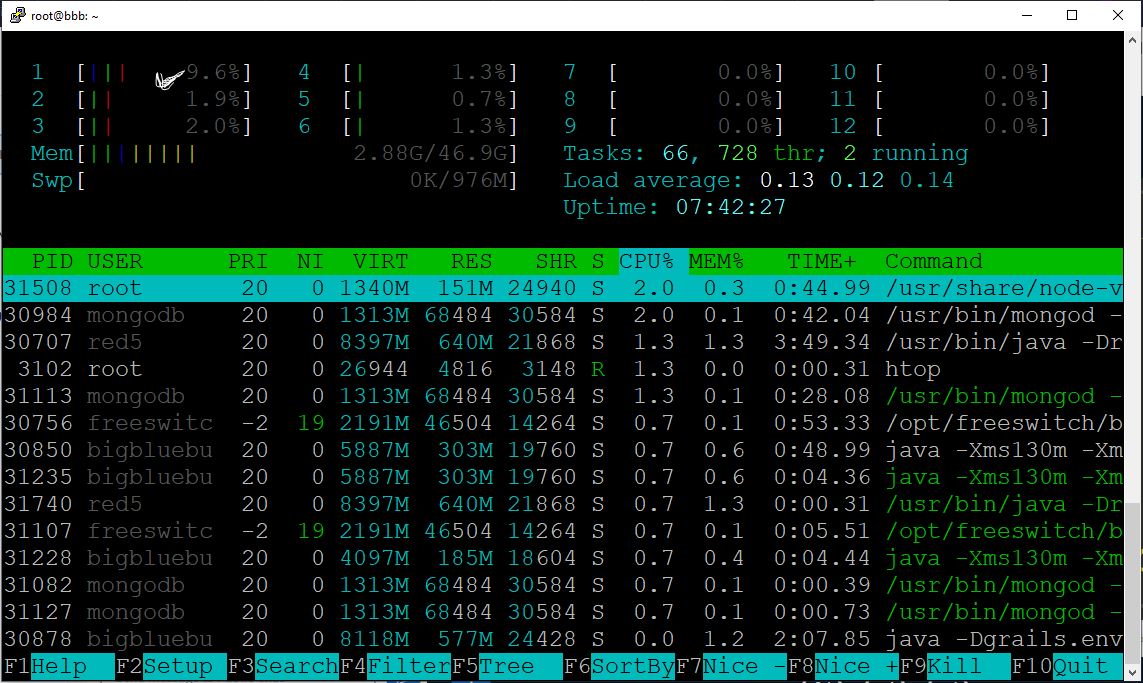 root@bbb: ~
1 [||| 9.6%] 4 [| 1.3%] 7 [ 0.0%] 10 [ 0.0%]
2 [|| 1.9%] 5 [| 0.7%] 8 [ 0.0%] 11 [ 0.0%]
3 [|| 2.0%] 6 [| 1.3%] 9 [ 0.0%] 12 [ 0.0%]
Mem[||||||||| 2.88G/46.9G] Tasks: 66, 728 thr; 2 running
Swp[ 0K/976M] Load average: 0.13 0.12 0.14
Uptime: 07:42:27
PID USER PRI NI VIRT RES SHR S CPU% MEM% TIME+ Command
31508 root 20 0 1340M 151M 24940 S 2.0 0.3 0:44.99 /usr/share/node-v
30984 mongodb 20 0 1313M 68484 30584 S 2.0 0.1 0:42.04 /usr/bin/mongod -
30707 red5 20 0 8397M 640M 21868 S 1.3 1.3 3:49.34 /usr/bin/java -Dr
3102 root 20 0 26944 4816 3148 R 1.3 0.0 0:00.31 htop
31113 mongodb 20 0 1313M 68484 30584 S 1.3 0.1 0:28.08 /usr/bin/mongod -
30756 freeswitc -2 19 2191M 46504 14264 S 0.7 0.1 0:53.33 /opt/freeswitch/b
30850 bigbluebu 20 0 5887M 303M 19760 S 0.7 0.6 0:48.99 java -Xms130m -Xm
31235 bigbluebu 20 0 5887M 303M 19760 S 0.7 0.6 0:04.36 java -Xms130m -Xm
31740 red5 20 0 8397M 640M 21868 S 0.7 1.3 0:00.31 /usr/bin/java -Dr
31107 freeswitc -2 19 2191M 46504 14264 S 0.7 0.1 0:05.51 /opt/freeswitch/b
31228 bigbluebu 20 0 4097M 185M 18604 S 0.7 0.4 0:04.44 java -Xms130m -Xm
31082 mongodb 20 0 1313M 68484 30584 S 0.7 0.1 0:00.39 /usr/bin/mongod -
31127 mongodb 20 0 1313M 68484 30584 S 0.7 0.1 0:00.73 /usr/bin/mongod -
30878 bigbluebu 20 0 8118M 577M 24428 S 0.0 1.2 2:07.85 java -Dgrails.env
F1Help F2Setup F3SearchF4FilterF5Tree F6SortByF7Nice -F8Nice +F9Kill F10Quit